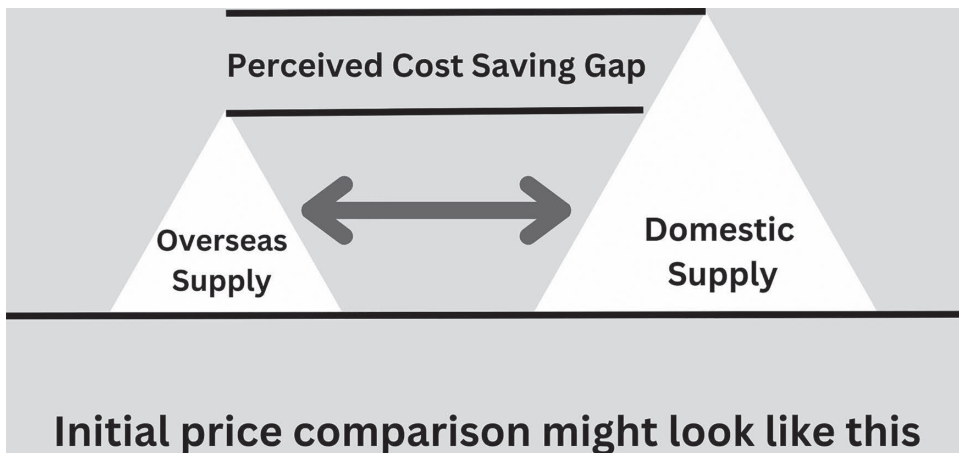 Perceived Cost Saving Gap
Overseas
Supply
Domestic
Supply
Initial price comparison might look like this